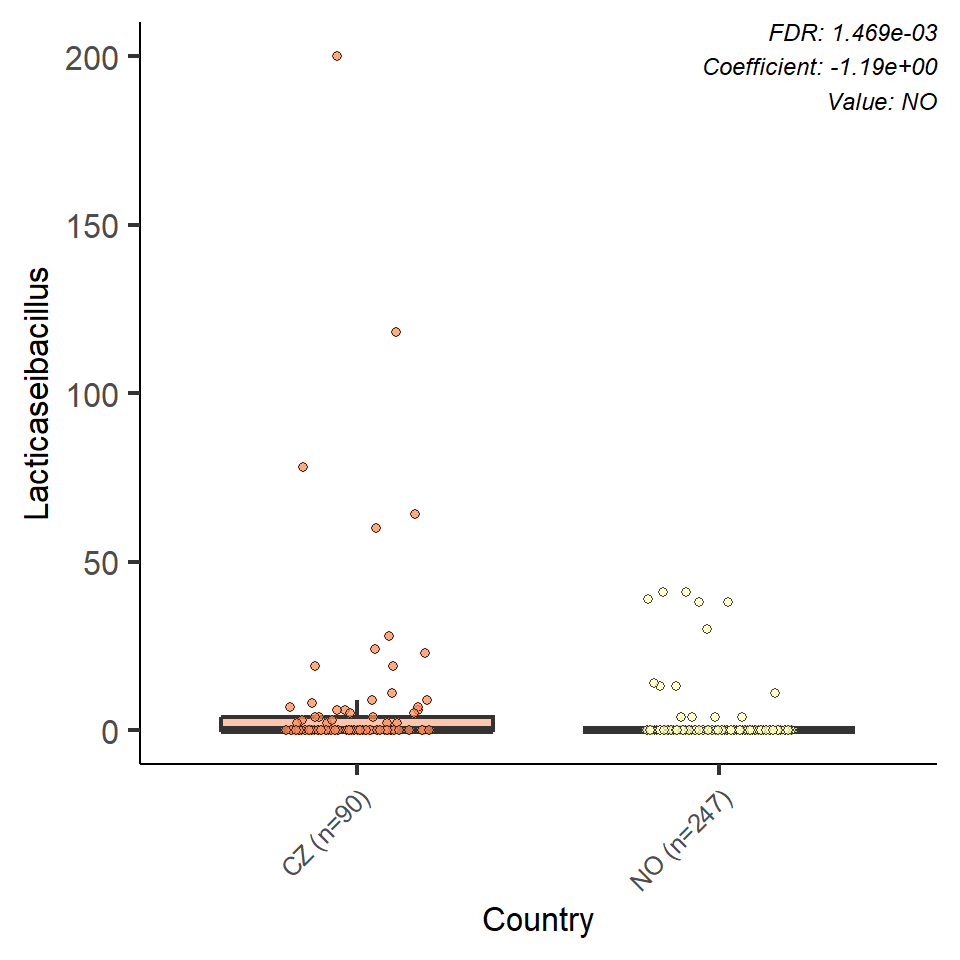 FDR: 1.469e-03
Coefficient: -1.19e+00
Value: NO
200
150
100
50
0
Lacticaseibacillus
CZ (n=90)
NO (n=247)
Country